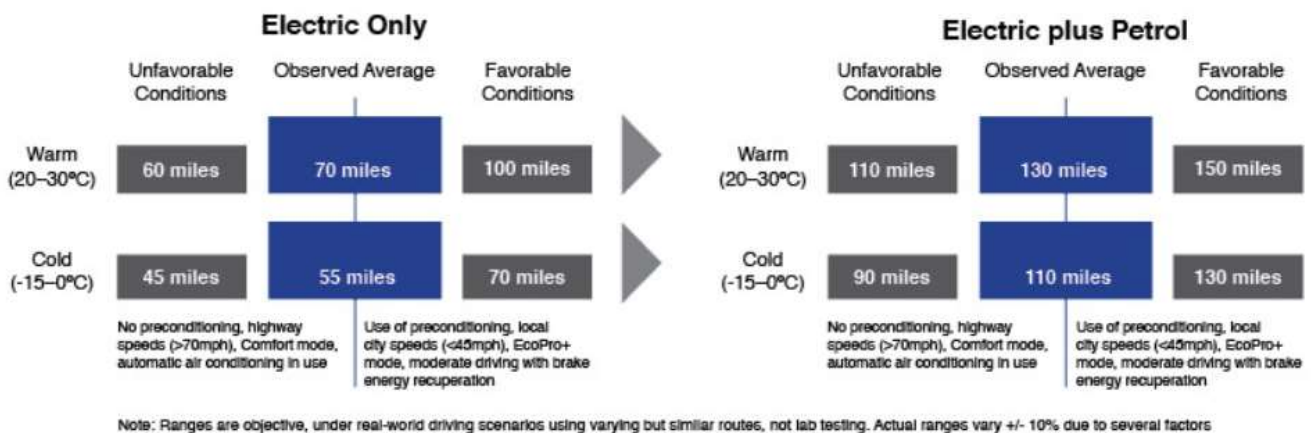 Electric Only
Unfavorable Conditions
Observed Average
Favorable Conditions
Warm (20–30ºC)
60 miles
70 miles
100 miles
Cold (-15–0ºC)
45 miles
55 miles
70 miles
No preconditioning, highway
speeds (>70mph), Comfort mode,
automatic air conditioning in use
Use of preconditioning, local
city speeds (<45mph), EcoPro+
mode, moderate driving with brake
energy recuperation
Electric plus Petrol
Unfavorable Conditions
Observed Average
Favorable Conditions
Warm (20–30ºC)
110 miles
130 miles
150 miles
Cold (-15–0ºC)
90 miles
110 miles
130 miles
No preconditioning, highway
speeds (>70mph), Comfort mode,
automatic air conditioning in use
Use of preconditioning, local
city speeds (<45mph), EcoPro+
mode, moderate driving with brake
energy recuperation
Note: Ranges are objective, under real-world driving scenarios using varying but similar routes, not lab testing. Actual ranges vary +/- 10% due to several factors